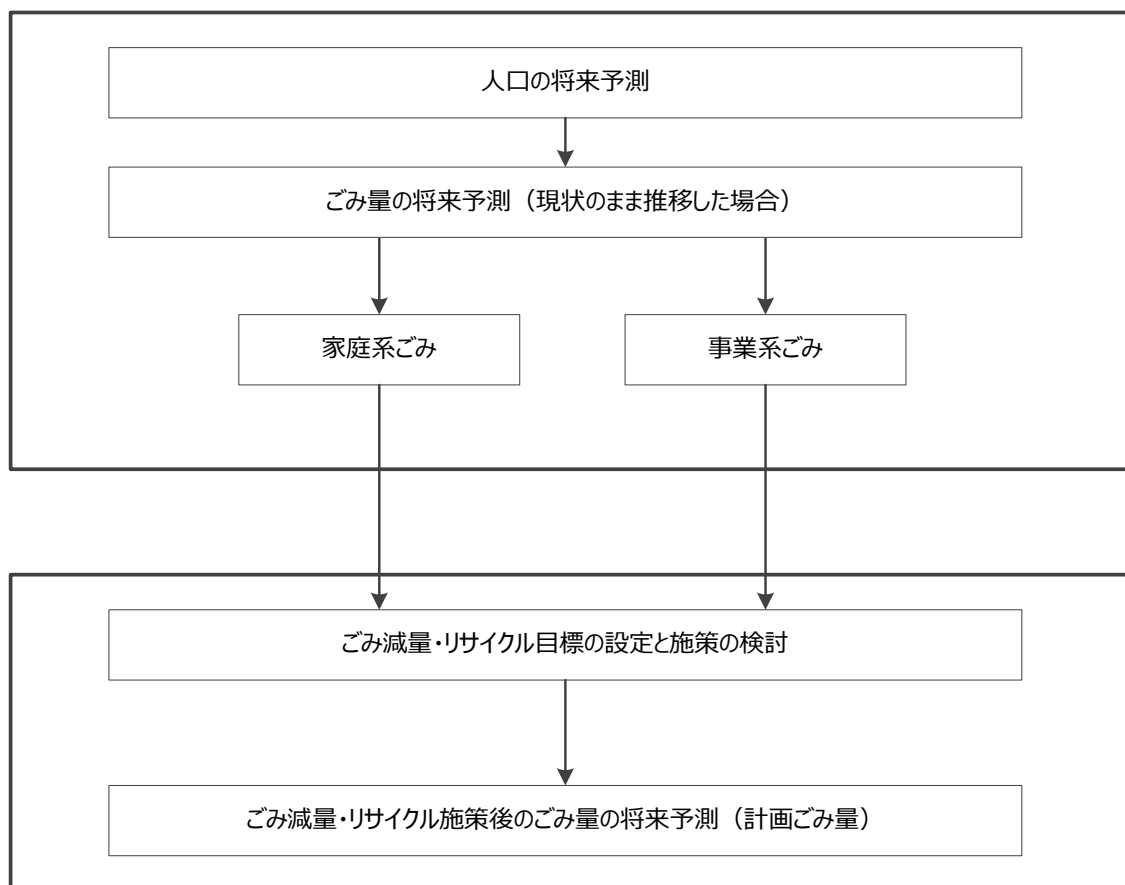 人口の将来予測
ごみ量の将来予測（現状のまま推移した場合）
家庭系ごみ
事業系ごみ
ごみ減量・リサイクル目標の設定と施策の検討
ごみ減量・リサイクル施策後のごみ量の将来予測（計画ごみ量）